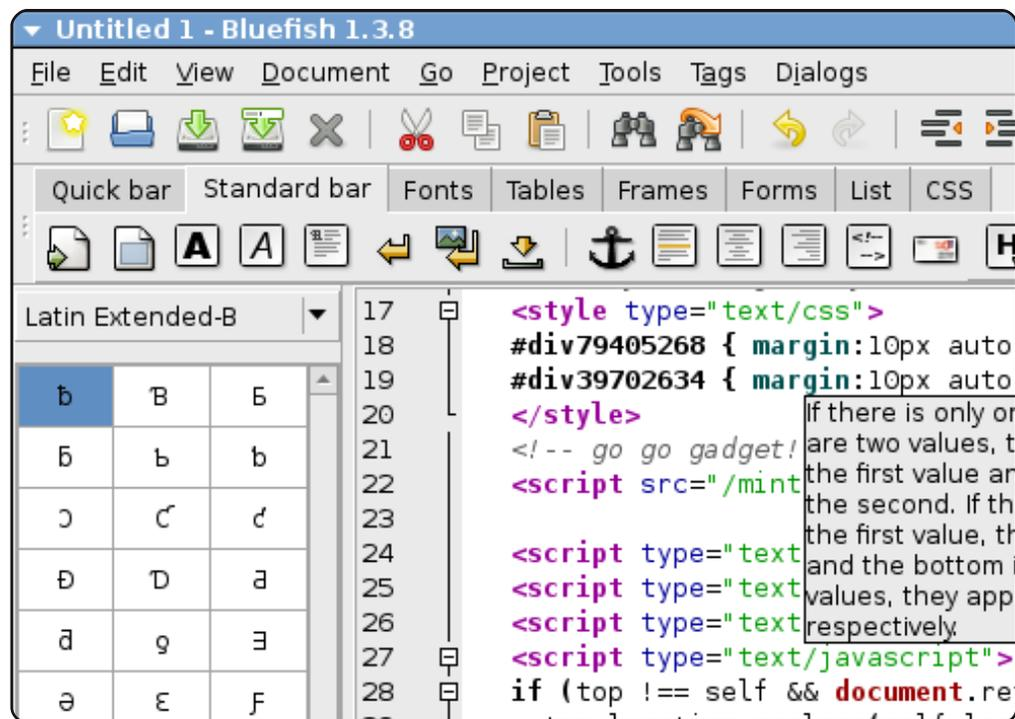 Untitled 1 - Bluefish 1.3.8
File Edit View Document Go Project Tools Tags Dialogs
Quick bar Standard bar Fonts Tables Frames Forms List CSS
A A <!-- -->
Latin Extended-B
ƀ Ɓ Ƃ
ƃ Ƅ ƅ
Ɔ Ƈ ƈ
Ɖ Ɗ Ƌ
ƌ ƍ Ǝ
Ə Ɛ Ƒ
17 <style type="text/css">
18 #div79405268 { margin:10px auto
19 #div39702634 { margin:10px auto
20 </style>
21 <!-- go go gadget!
22 <script src="/mint
23
24 <script type="text
25 <script type="text
26 <script type="text
27 <script type="text/javascript">
28 if (top !== self && document.re
If there is only
are two values,
the first value
the second. If
the first value,
and the bottom
values, they
respectively.